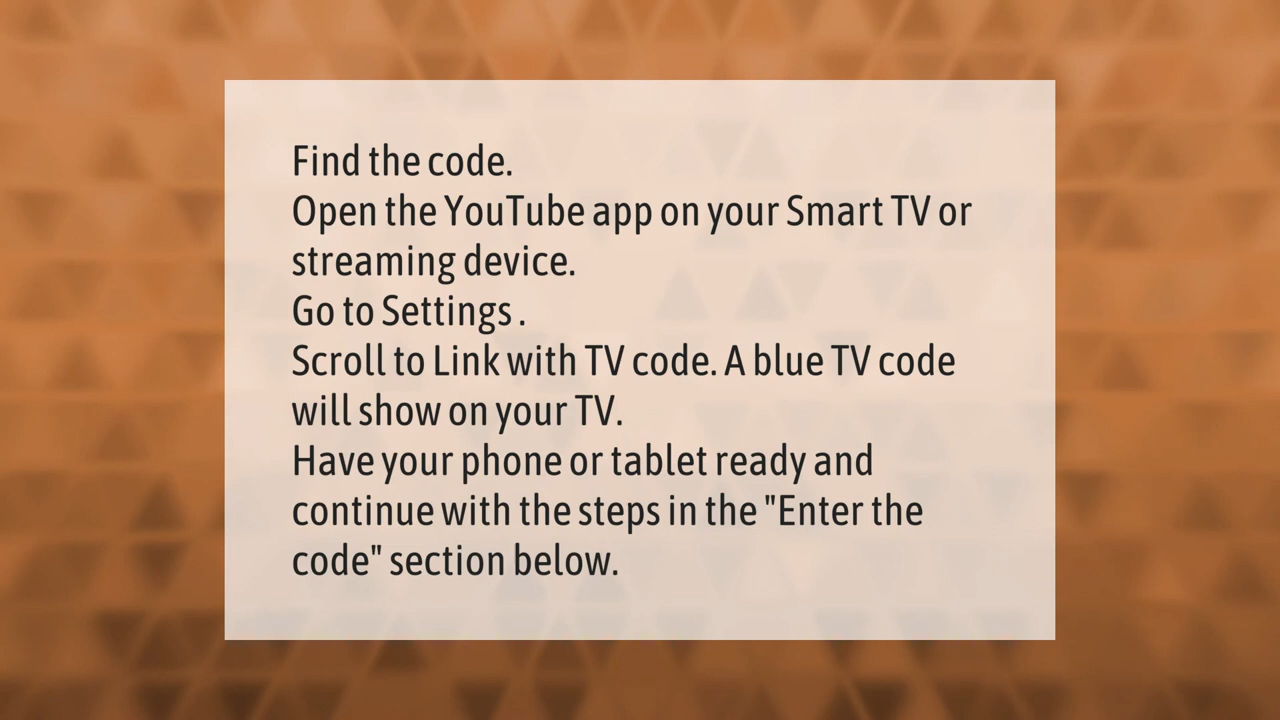 Find the code.
Open the YouTube app on your Smart TV or
streaming device.
Go to Settings .
Scroll to Link with TV code. A blue TV code
will show on your TV.
Have your phone or tablet ready and
continue with the steps in the "Enter the
code" section below.